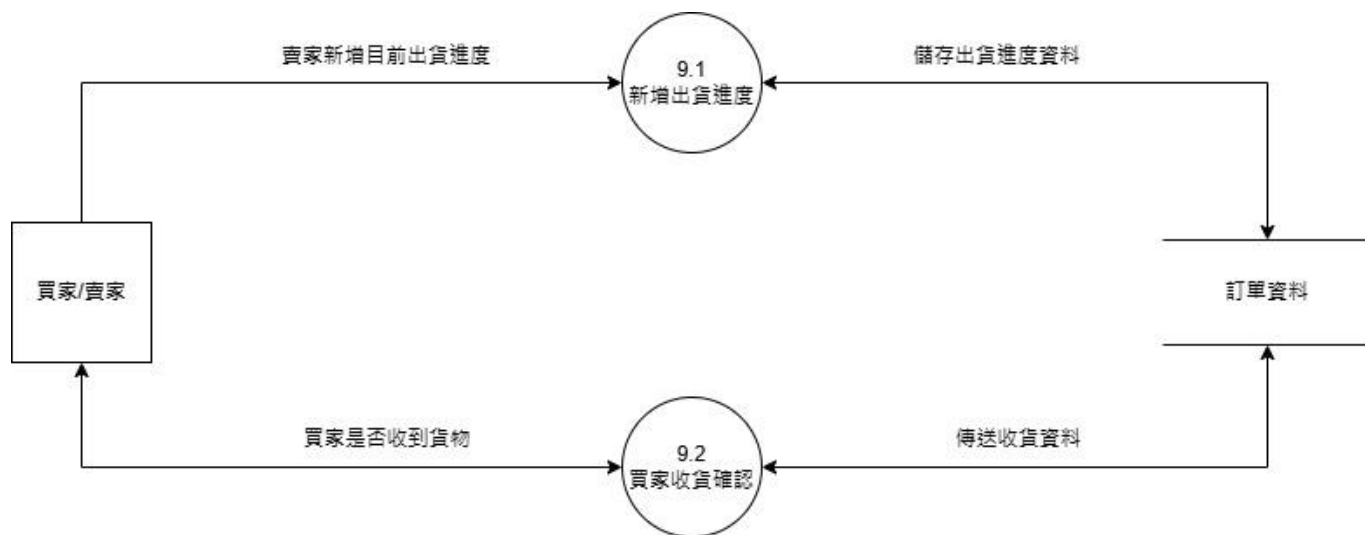 賣家新增目前出貨進度
儲存出貨進度資料
9.1
新增出貨進度
買家/賣家
訂單資料
買家是否收到貨物
傳送收貨資料
9.2
買家收貨確認